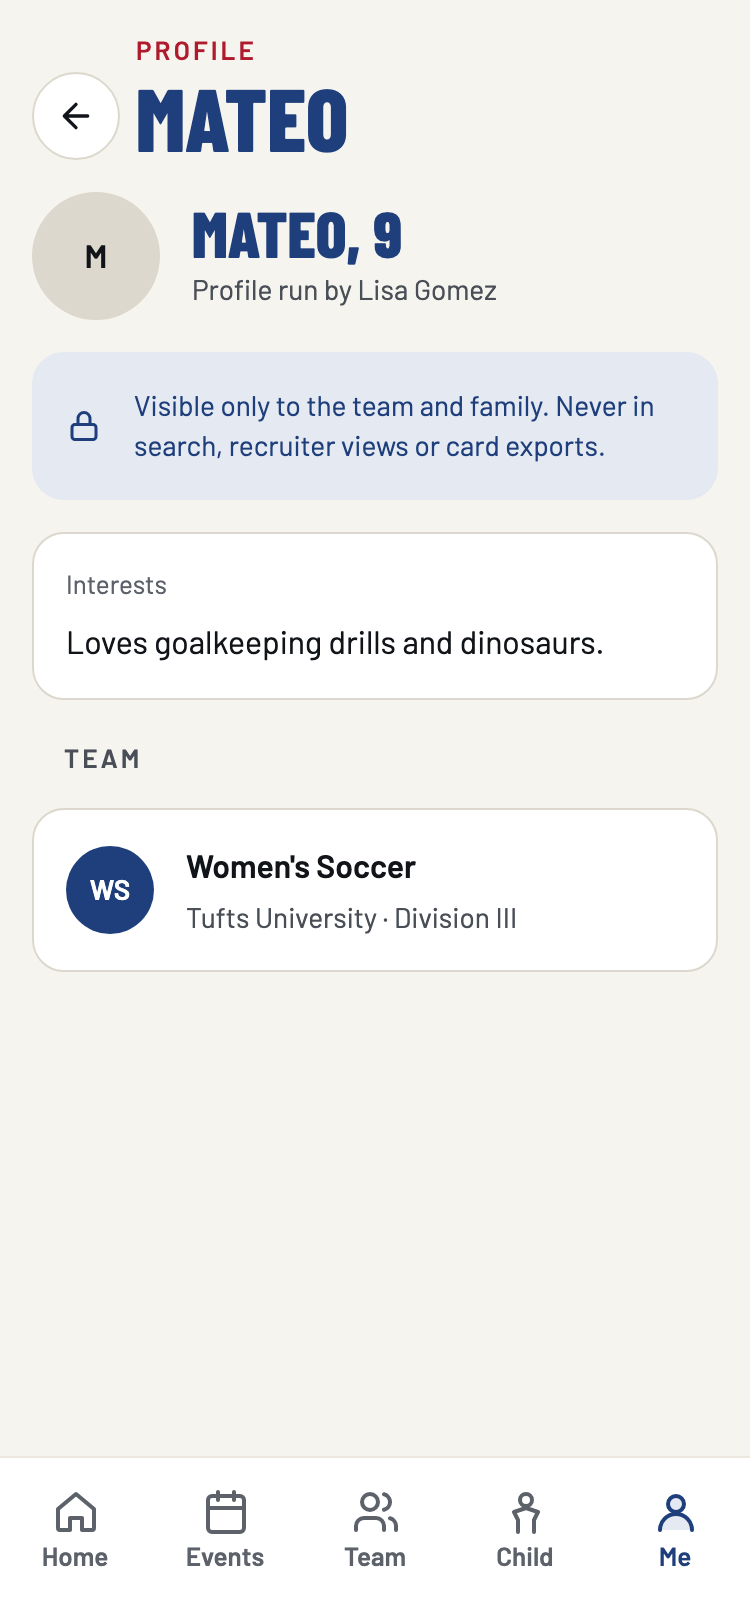 PROFILE
MATEO
M
MATEO, 9
Profile run by Lisa Gomez
Visible only to the team and family. Never in
search, recruiter views or card exports.
Interests
Loves goalkeeping drills and dinosaurs.
TEAM
WS
Women's Soccer
Tufts University · Division III
Home
Events
Team
Child
Me